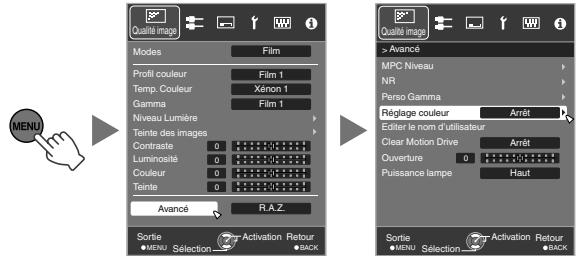 MENU
Qualité image
Modes Film
Profil couleur Film 1
Temp. Couleur Xénon 1
Gamma Film 1
Niveau Lumière
Teinte des images
Contraste 0
Luminosité 0
Couleur 0
Teinte 0
Avancé R.A.Z.
Sortie Activation Retour
●MENU Sélection ●BACK
Qualité image
> Avancé
MPC Niveau
NR
Perso Gamma
Réglage couleur Arrêt
Editer le nom d'utilisateur
Clear Motion Drive Arrêt
Ouverture 0
Puissance lampe Haut
Sortie Activation Retour
●MENU Sélection ●BACK